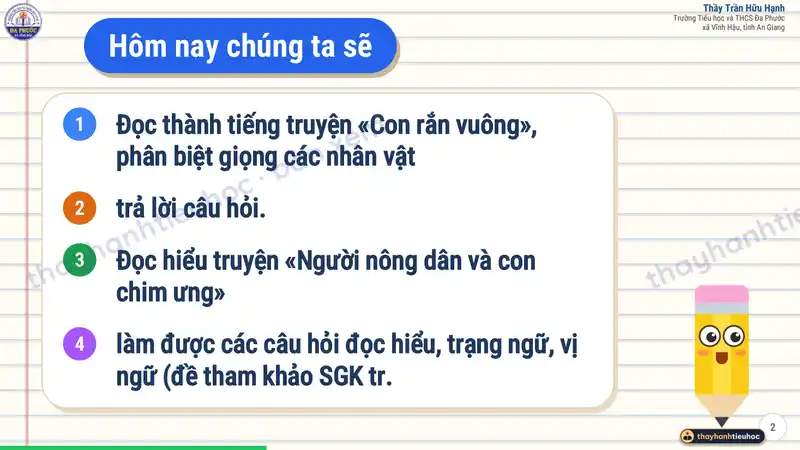 Thầy Trần Hữu Hạnh
Trường Tiểu học và THCS Đa Phước
xã Vĩnh Hậu, tỉnh An Giang
ĐA PHƯỚC
Hôm nay chúng ta sẽ
1 Đọc thành tiếng truyện «Con rắn vuông»,
phân biệt giọng các nhân vật
2 trả lời câu hỏi.
3 Đọc hiểu truyện «Người nông dân và con
chim ưng»
4 làm được các câu hỏi đọc hiểu, trạng ngữ, vị
ngữ (đề tham khảo SGK tr.
thayhanhtieuhoc
2